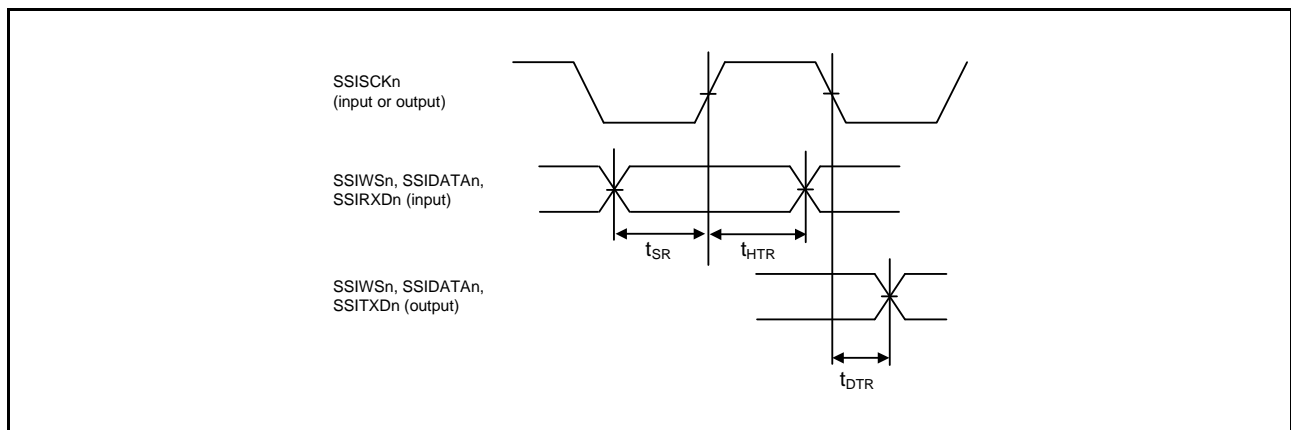 SSISCKn
(input or output)
SSIWSn, SSIDATAn,
SSIRXDn (input)
tSR
tHTR
SSIWSn, SSIDATAn,
SSITXDn (output)
tDTR